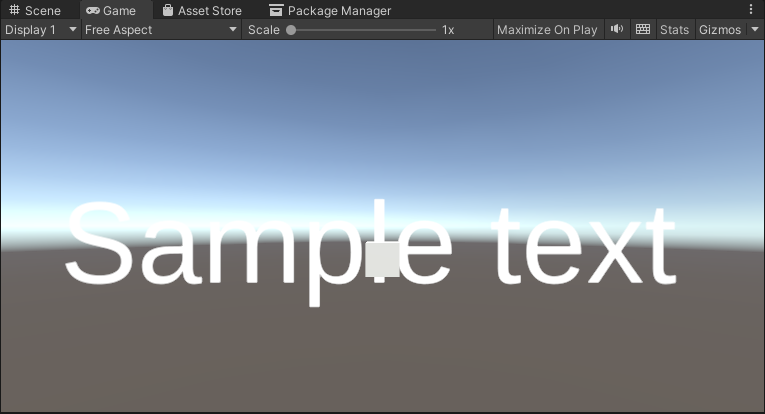 Scene Game Asset Store Package Manager
Display 1 Free Aspect Scale 1x Maximize On Play Stats Gizmos
Sample text